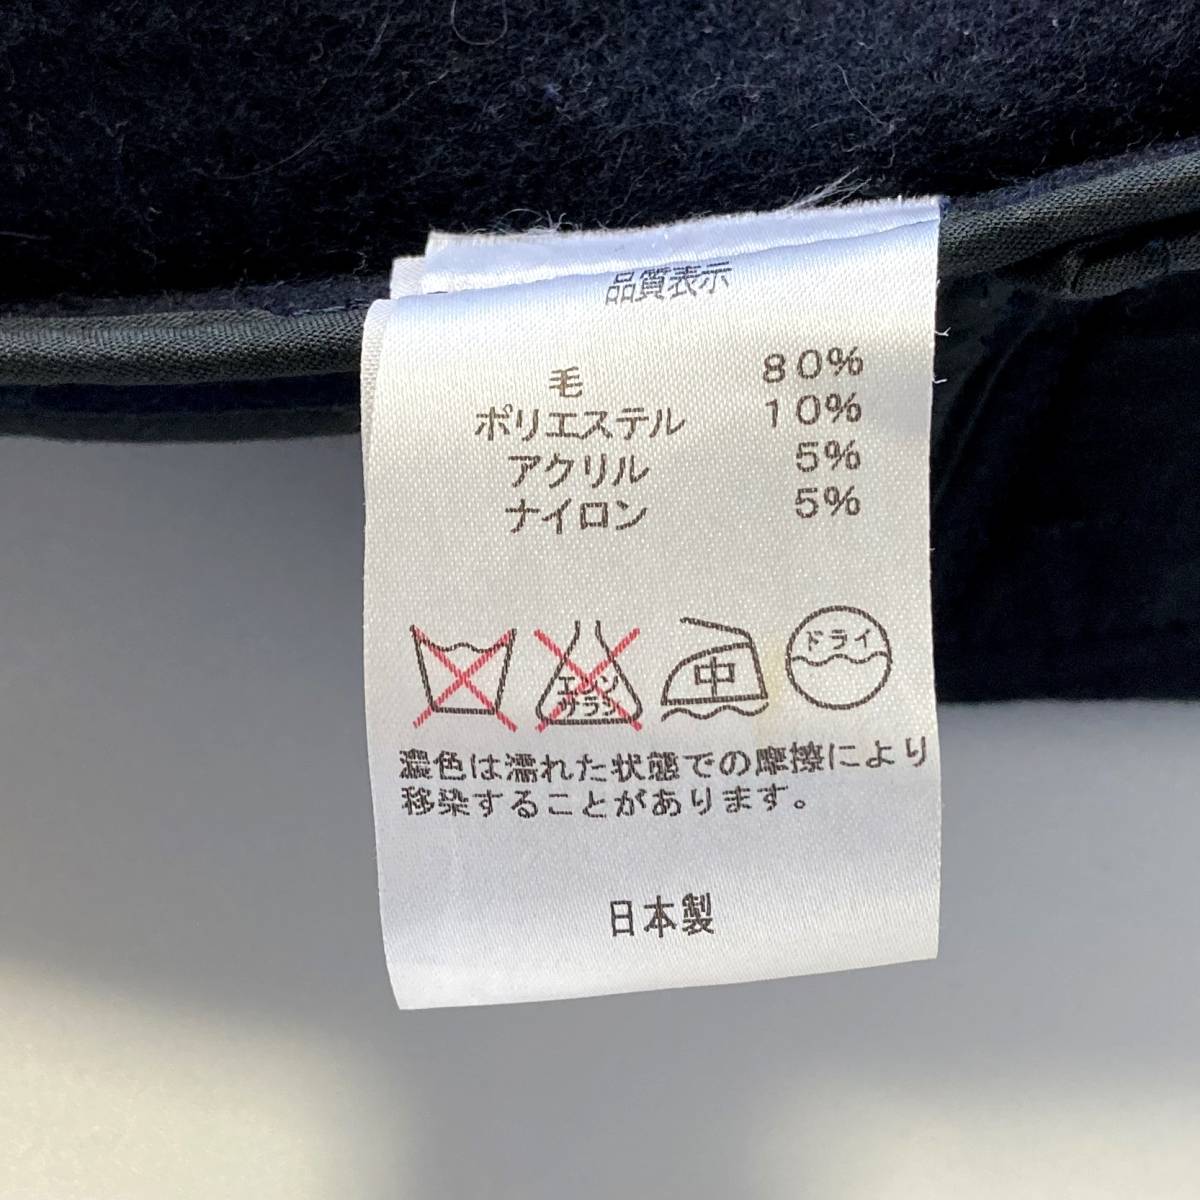 品質表示
毛 80%
ポリエステル 10%
アクリル 5%
ナイロン 5%
エンソ
サラシ
中
ドライ
濃色は濡れた状態での摩擦により
移染することがあります。
日本製